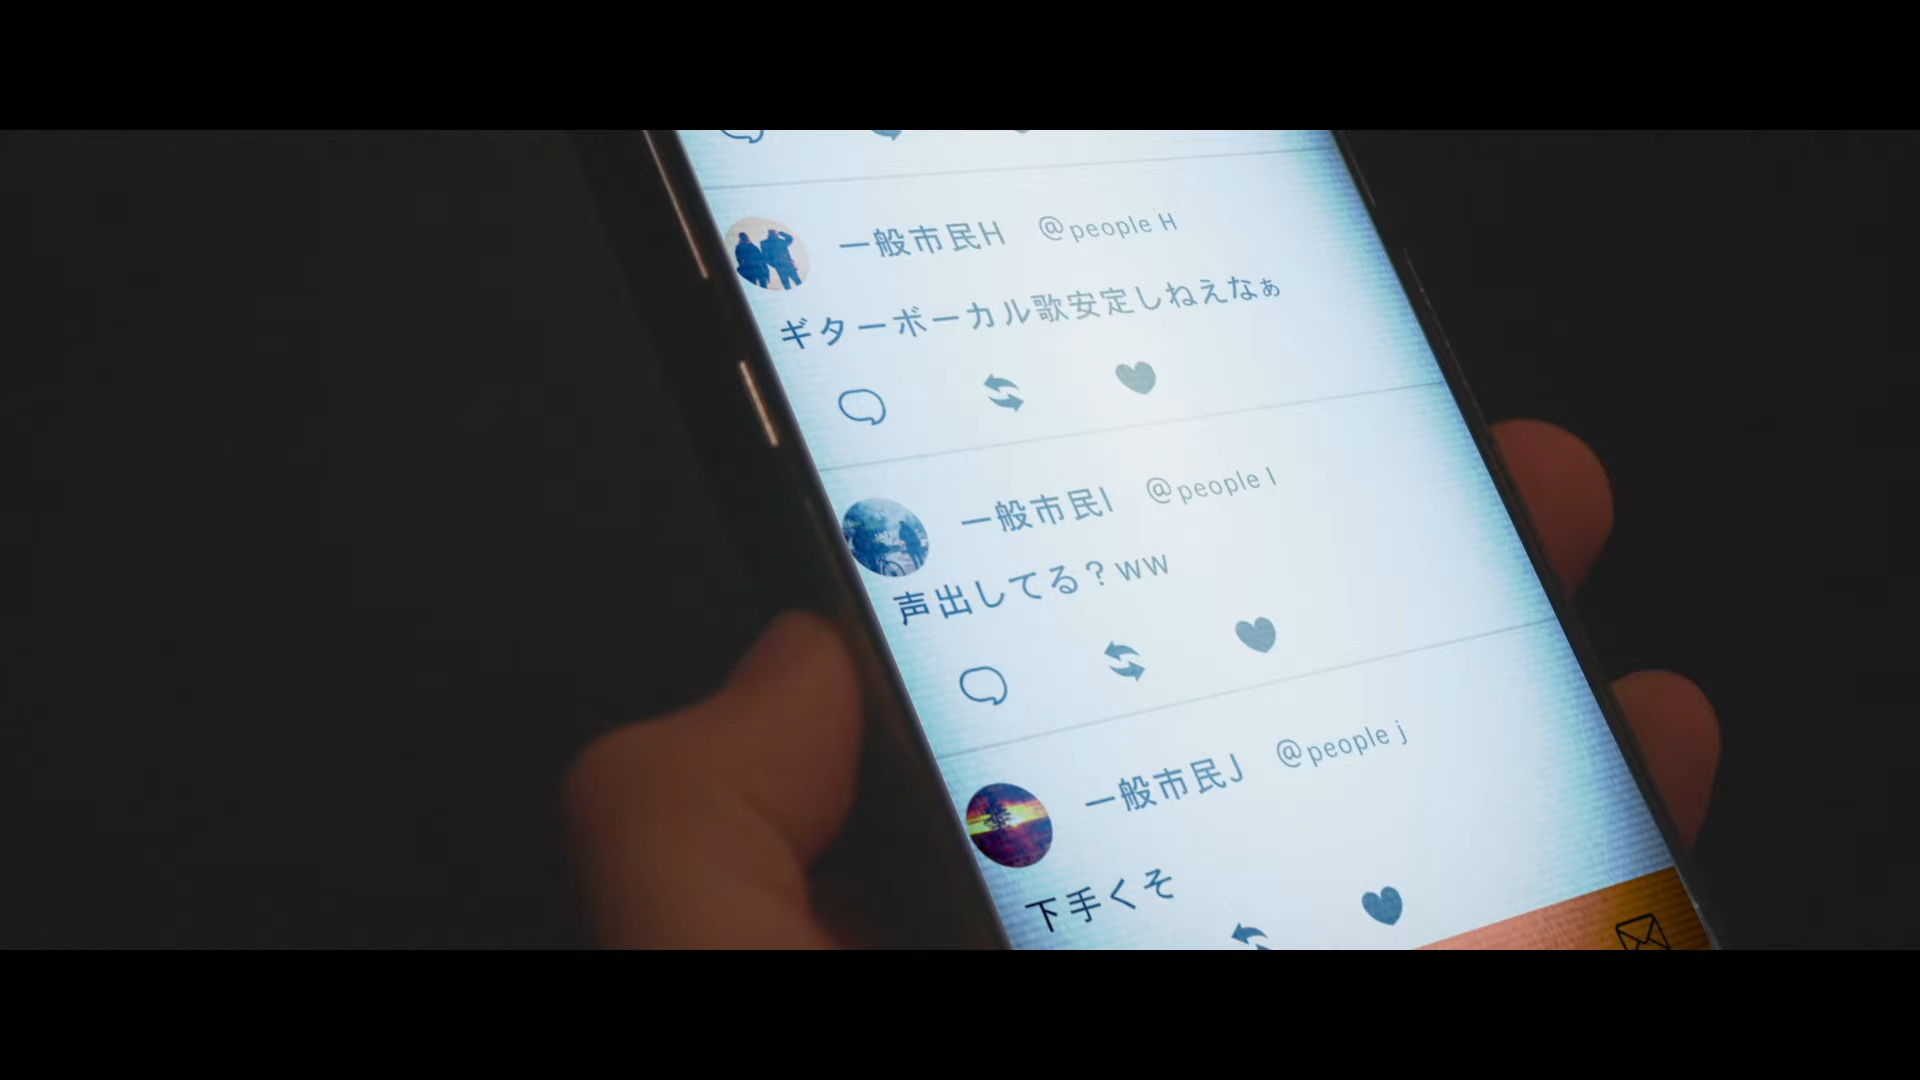 一般市民H @people H
ギターボーカル歌安定しねえなぁ
一般市民I @people I
声出してる？ww
一般市民J @people j
下手くそ